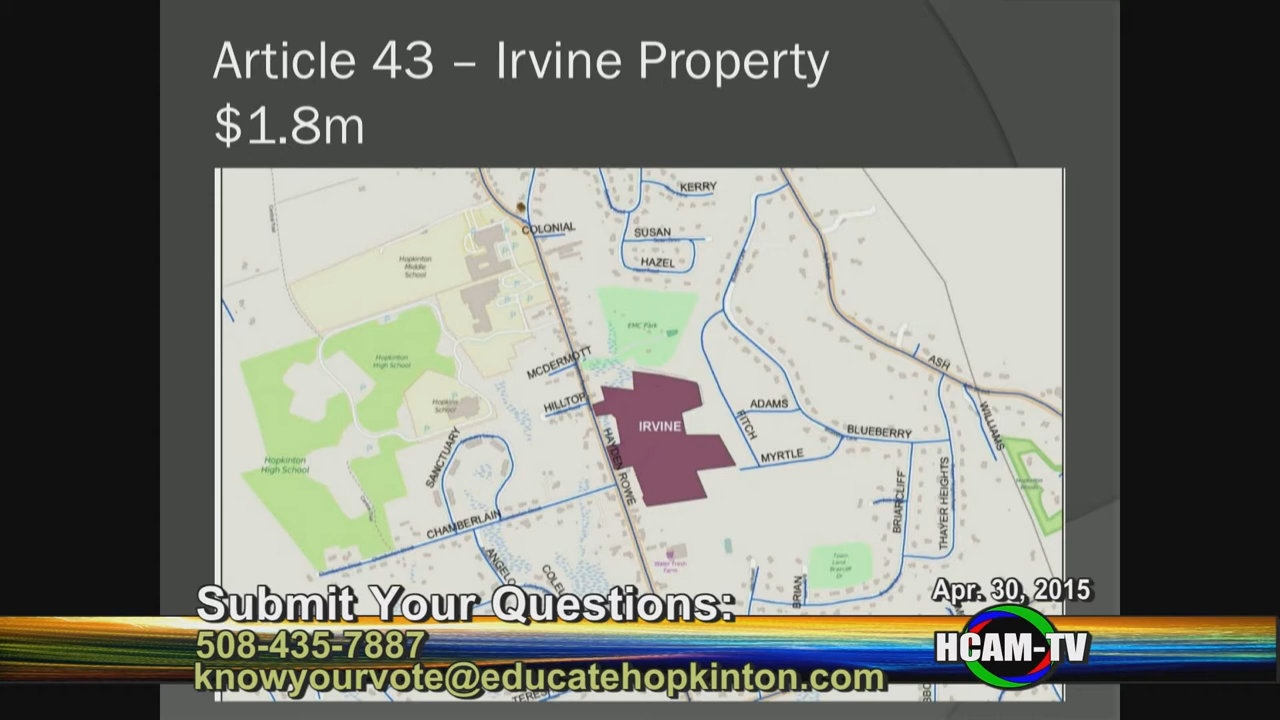 Article 43 – Irvine Property
$1.8m
KERRY
COLONIAL
SUSAN
HAZEL
Hopkinton
Middle
School
EMC Park
Hopkinton
High School
MCDERMOTT
ASH
HILLTOP
ADAMS
FITCH
WILLIAMS
IRVINE
BLUEBERRY
HAYDEN ROWE
SANCTUARY
MYRTLE
Hopkinton
High School
BRIARCLIFF
THAYER HEIGHTS
CHAMBERLAIN
ANGELO
BRIAN
Submit Your Questions:
508-435-7887
knowyourvote@educatehopkinton.com
Apr. 30, 2015
HCAM-TV